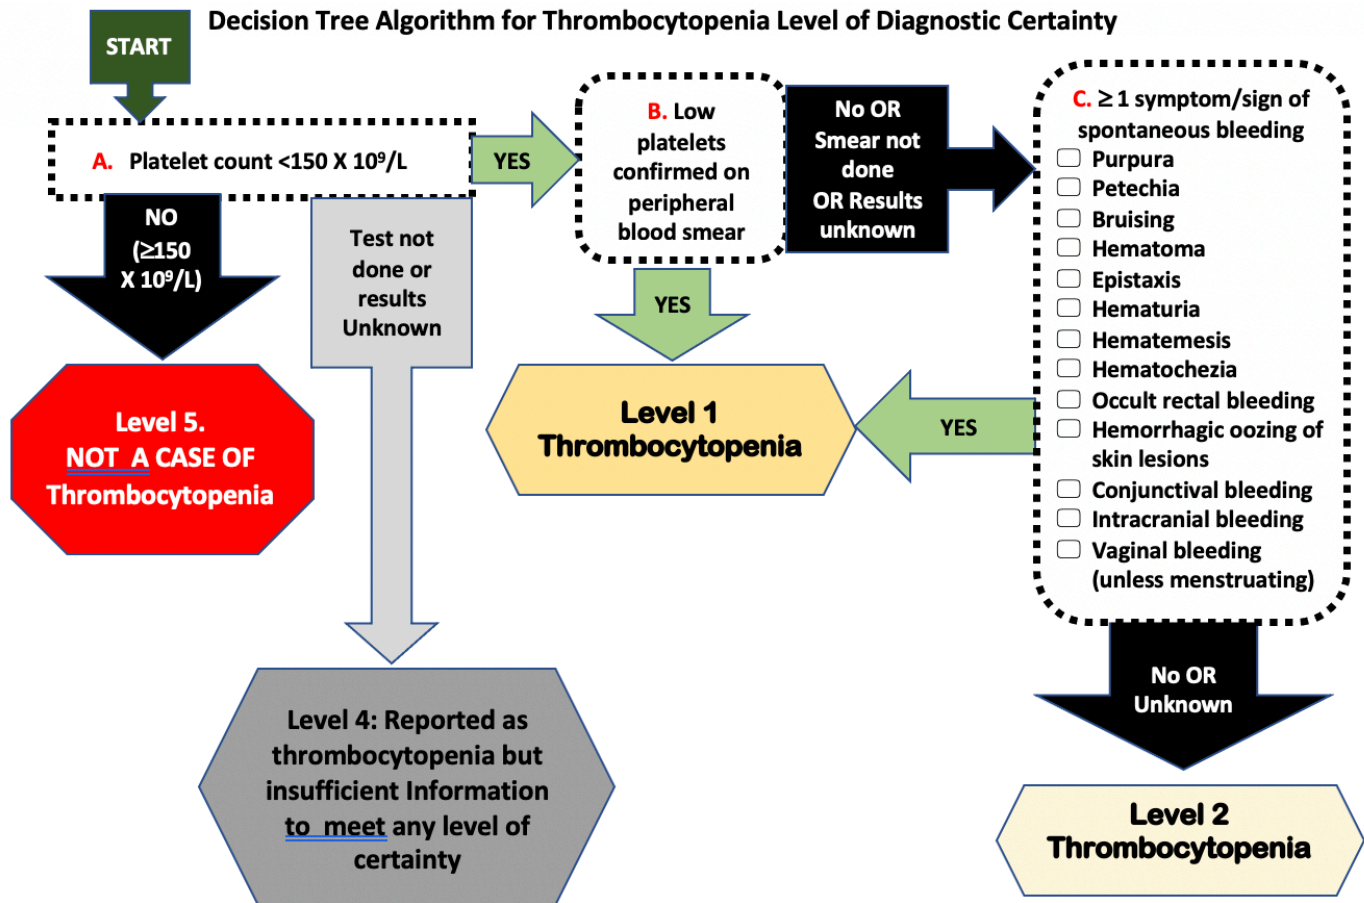 Decision Tree Algorithm for Thrombocytopenia Level of Diagnostic Certainty
START
A. Platelet count <150 X 10⁹/L
YES
B. Low
platelets
confirmed on
peripheral
blood smear
No OR
Smear not
done
OR Results
unknown
C. ≥ 1 symptom/sign of
spontaneous bleeding
Purpura
Petechia
Bruising
Hematoma
Epistaxis
Hematuria
Hematemesis
Hematochezia
Occult rectal bleeding
Hemorrhagic oozing of
skin lesions
Conjunctival bleeding
Intracranial bleeding
Vaginal bleeding
(unless menstruating)
NO
(≥150
X 10⁹/L)
Test not
done or
results
Unknown
YES
Level 5.
NOT A CASE OF
Thrombocytopenia
Level 1
Thrombocytopenia
YES
No OR
Unknown
Level 4: Reported as
thrombocytopenia but
insufficient Information
to meet any level of
certainty
Level 2
Thrombocytopenia